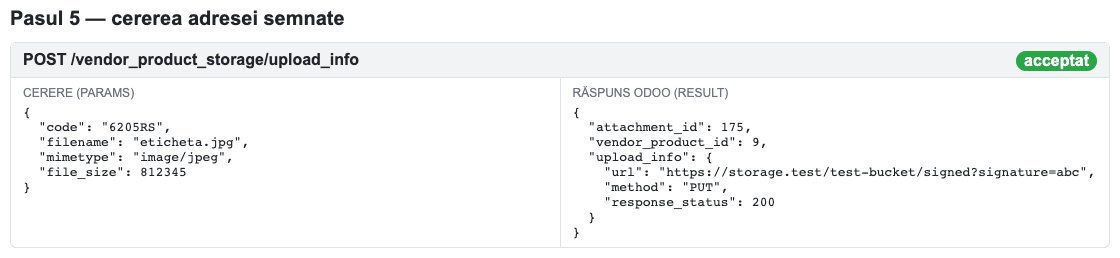 Pasul 5 — cererea adresei semnate
POST /vendor_product_storage/upload_info
acceptat
CERERE (PARAMS)
{
  "code": "6205RS",
  "filename": "eticheta.jpg",
  "mimetype": "image/jpeg",
  "file_size": 812345
}
RĂSPUNS ODOO (RESULT)
{
  "attachment_id": 175,
  "vendor_product_id": 9,
  "upload_info": {
    "url": "https://storage.test/test-bucket/signed?signature=abc",
    "method": "PUT",
    "response_status": 200
  }
}